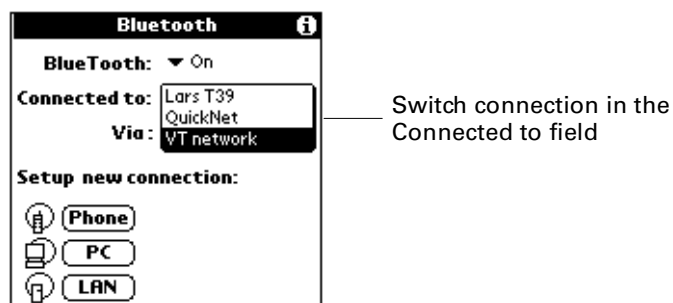 Bluetooth
BlueTooth: On
Connected to: Lars T39
QuickNet
Via: VT network
Switch connection in the
Connected to field
Setup new connection:
Phone
PC
LAN